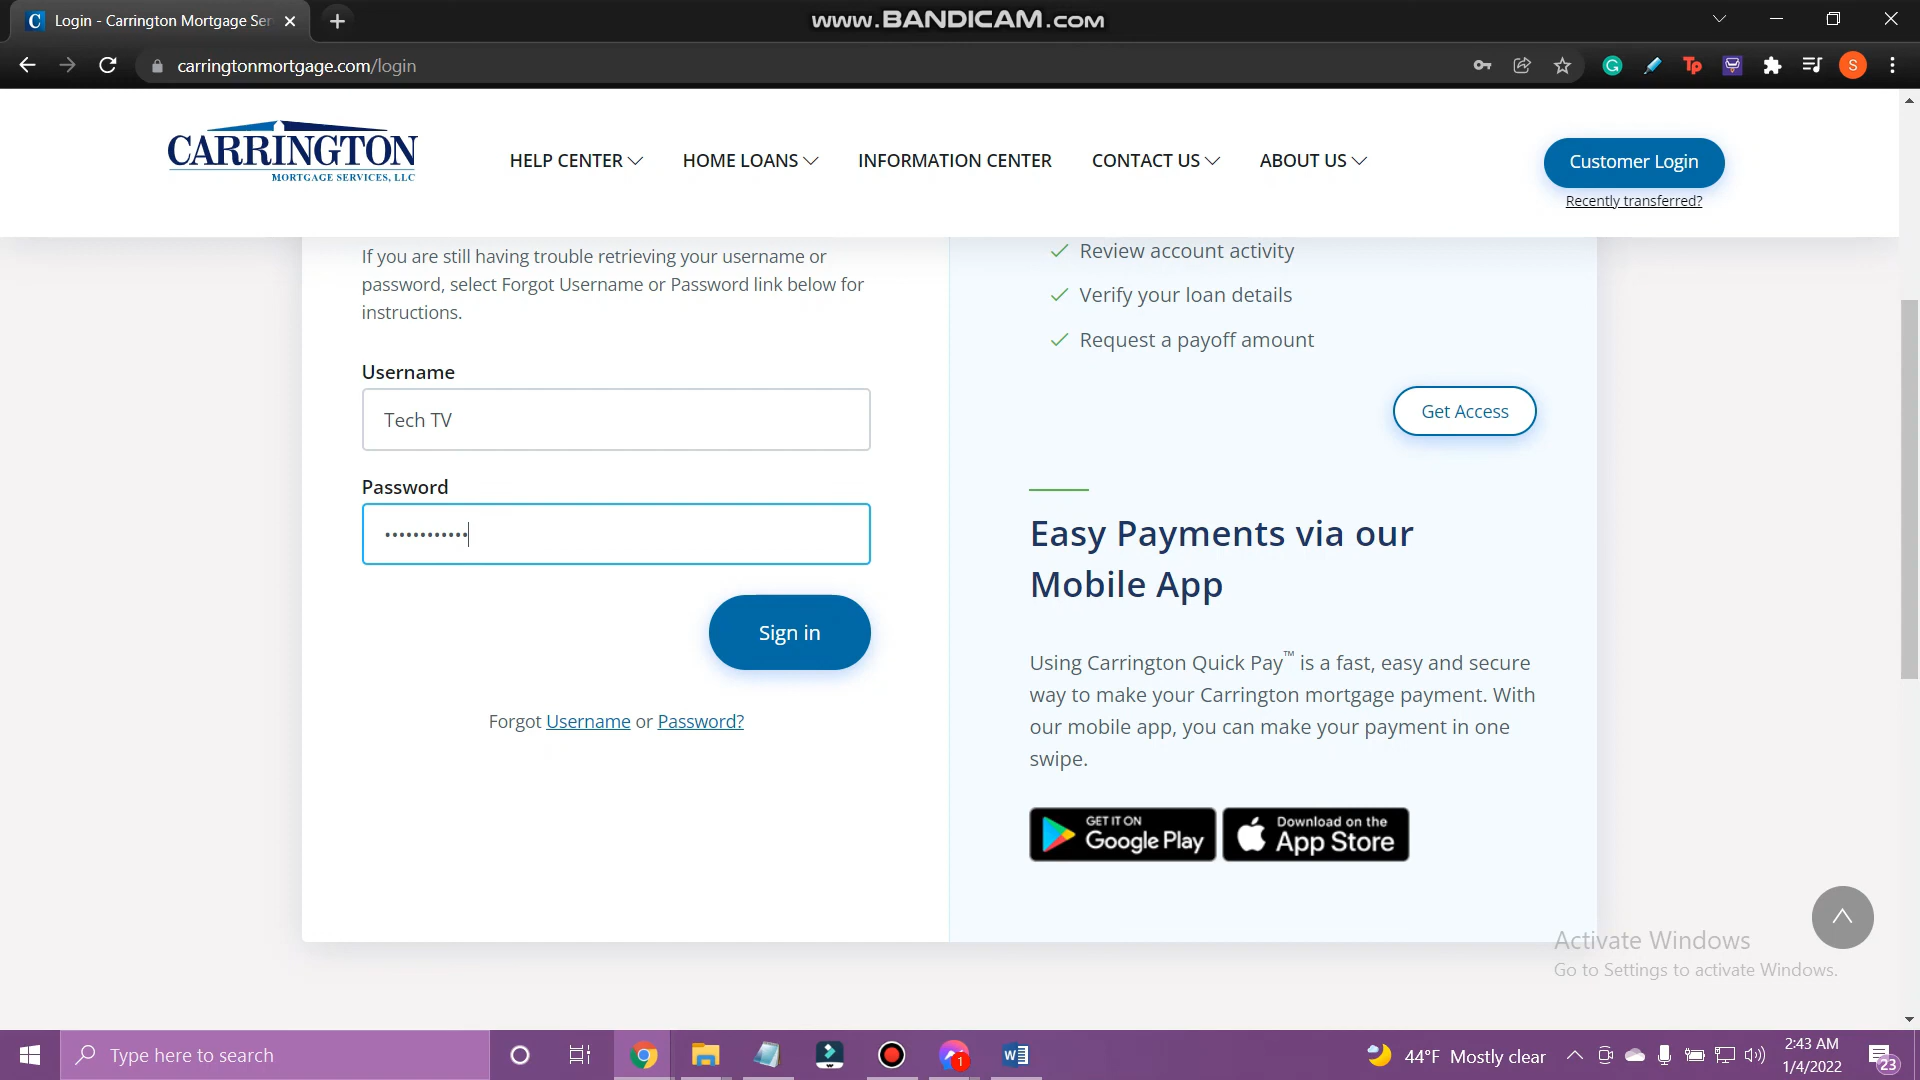 Login - Carrington Mortgage Ser
www.BANDICAM.com
carringtonmortgage.com/login
S
CARRINGTON
MORTGAGE SERVICES, LLC
HELP CENTER
HOME LOANS
INFORMATION CENTER
CONTACT US
ABOUT US
Customer Login
Recently transferred?
If you are still having trouble retrieving your username or
password, select Forgot Username or Password link below for
instructions.
Username
Tech TV
Password
Sign in
Forgot Username or Password?
Review account activity
Verify your loan details
Request a payoff amount
Get Access
Easy Payments via our
Mobile App
Using Carrington Quick Pay™ is a fast, easy and secure
way to make your Carrington mortgage payment. With
our mobile app, you can make your payment in one
swipe.
GET IT ON
Google Play
Download on the
App Store
Activate Windows
Go to Settings to activate Windows.
Type here to search
1
44°F Mostly clear
2:43 AM
1/4/2022
23